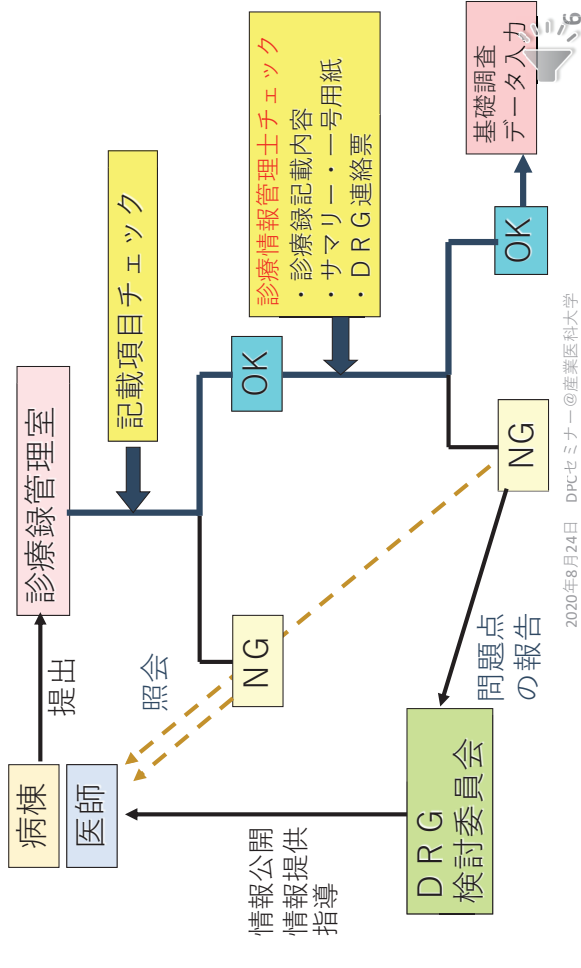 病棟
医師
提出
診療録管理室
記載項目チェック
照会
NG
OK
診療情報管理士チェック
・診療録記載内容
・サマリー・一号用紙
・DRG連絡票
情報公開
情報提供
指導
DRG
検討委員会
問題点
の報告
NG
OK
基礎調査
データ入力
2020年8月24日 DPCセミナー@産業医科大学
6